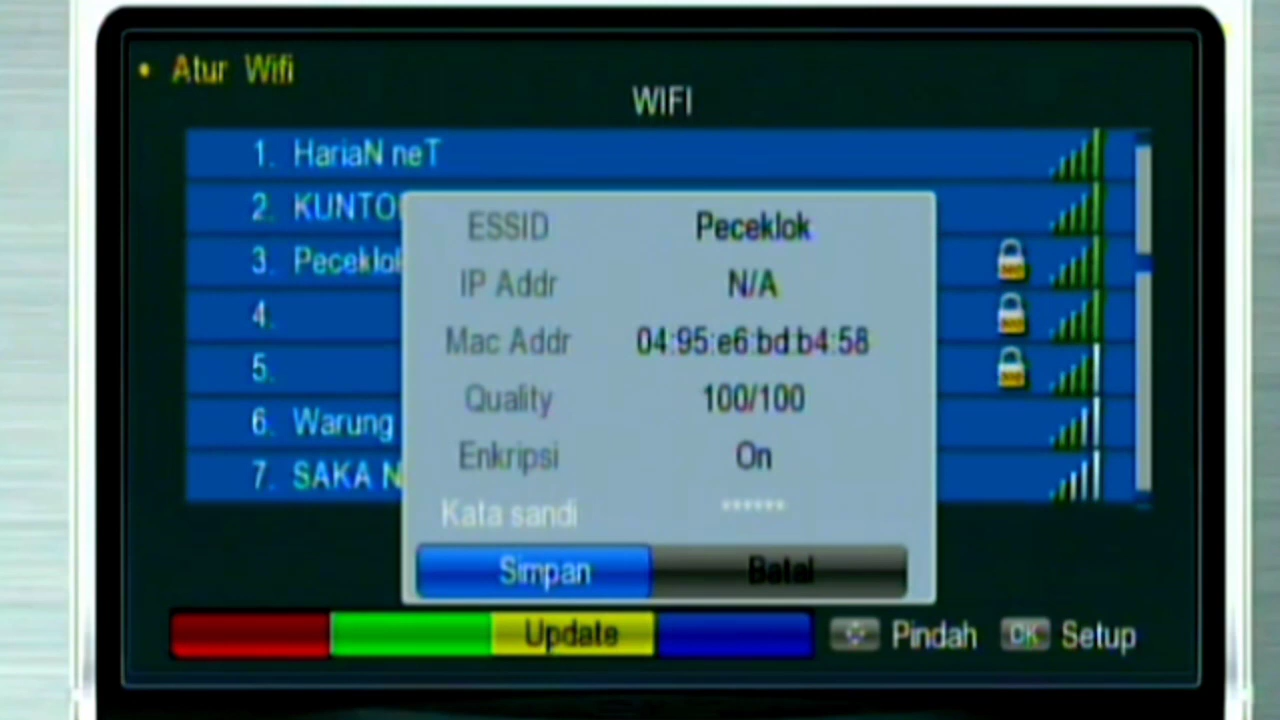 Atur Wifi
WIFI
1. HariaN neT
2. KUNTO
3. Peceklok
4.
5.
6. Warung
7. SAKA N
ESSID Peceklok
IP Addr N/A
Mac Addr 04:95:e6:bd:b4:58
Quality 100/100
Enkripsi On
Kata sandi ******
Simpan Batal
Update Pindah OK Setup